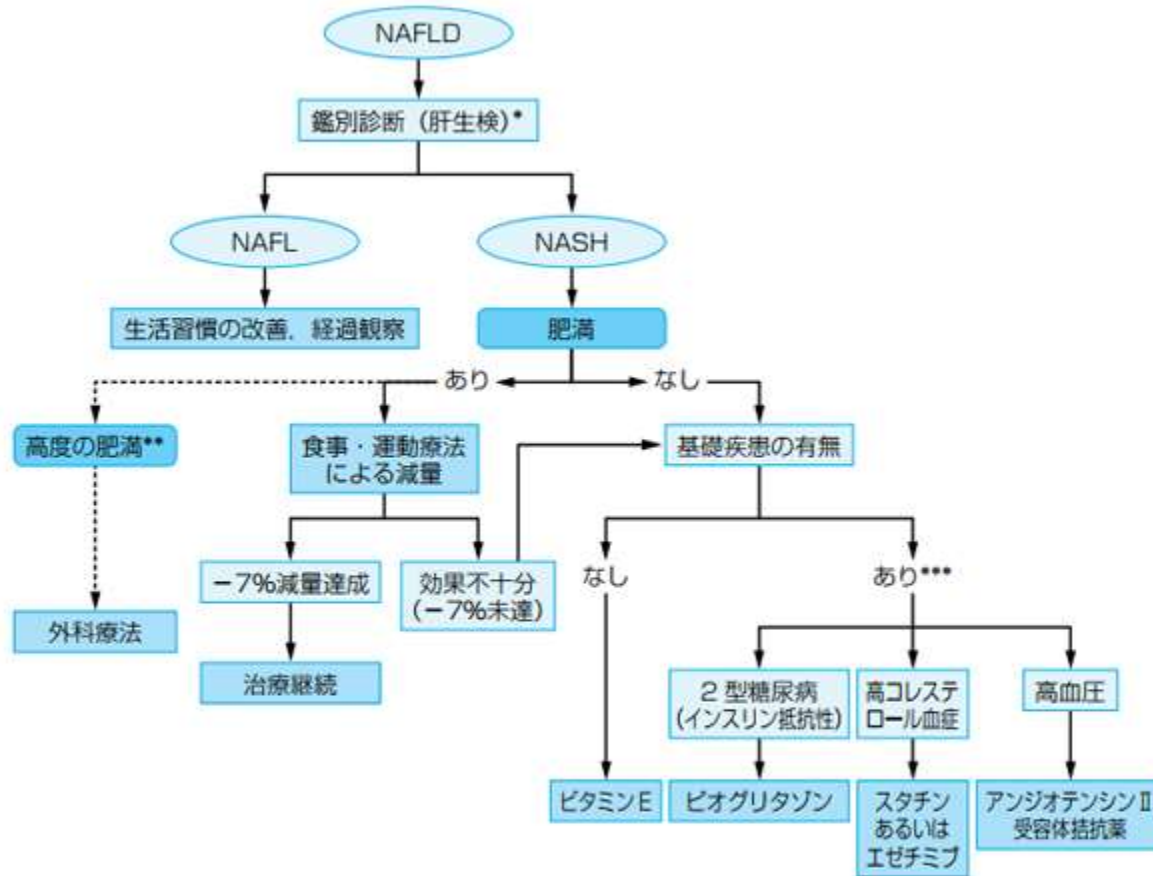 NAFLD
鑑別診断（肝生検）*
NAFL
NASH
生活習慣の改善，経過観察
肥満
あり
なし
高度の肥満**
食事・運動療法
による減量
基礎疾患の有無
－7％減量達成
効果不十分
（－7％未達）
なし
あり***
外科療法
治療継続
2型糖尿病
（インスリン抵抗性）
高コレステ
ロール血症
高血圧
ビタミンE
ピオグリタゾン
スタチン
あるいは
エゼチミブ
アンジオテンシンⅡ
受容体拮抗薬